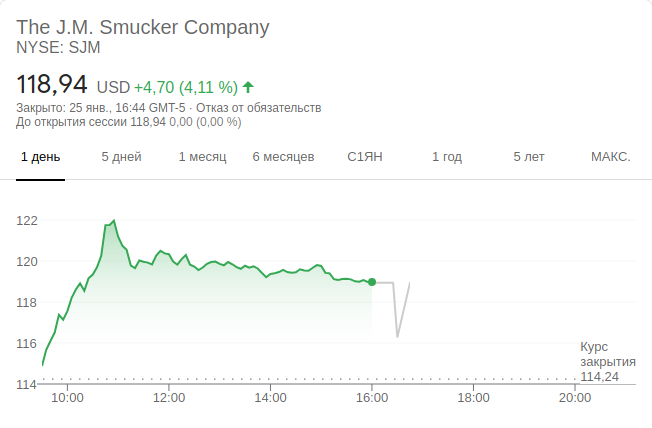 The J.M. Smucker Company
NYSE: SJM
118,94 USD +4,70 (4,11 %)
Закрыто: 25 янв., 16:44 GMT-5 · Отказ от обязательств
До открытия сессии 118,94 0,00 (0,00 %)
1 день 5 дней 1 месяц 6 месяцев С1ЯН 1 год 5 лет МАКС.
122
120
118
116
114
Курс
закрытия
114,24
10:00 12:00 14:00 16:00 18:00 20:00